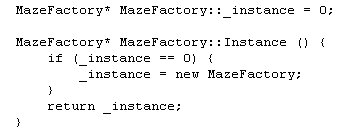 MazeFactory* MazeFactory::_instance = 0;
MazeFactory* MazeFactory::Instance () {
    if (_instance == 0) {
        _instance = new MazeFactory;
    }
    return _instance;
}